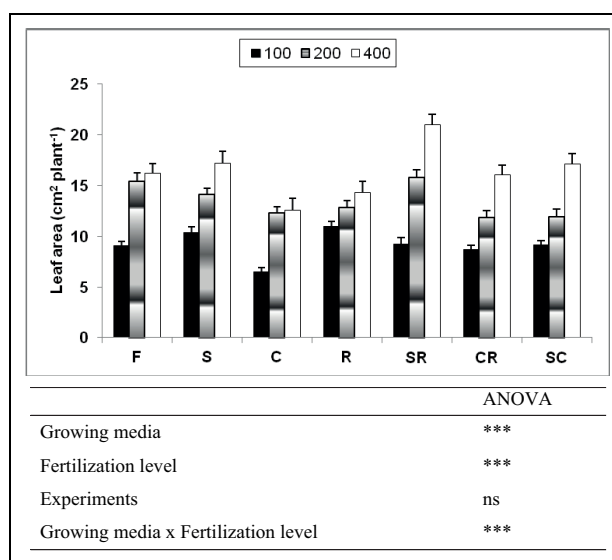 100 200 400
Leaf area (cm² plant⁻¹)
25
20
15
10
5
0
F S C R SR CR SC
ANOVA
Growing media ***
Fertilization level ***
Experiments ns
Growing media x Fertilization level ***